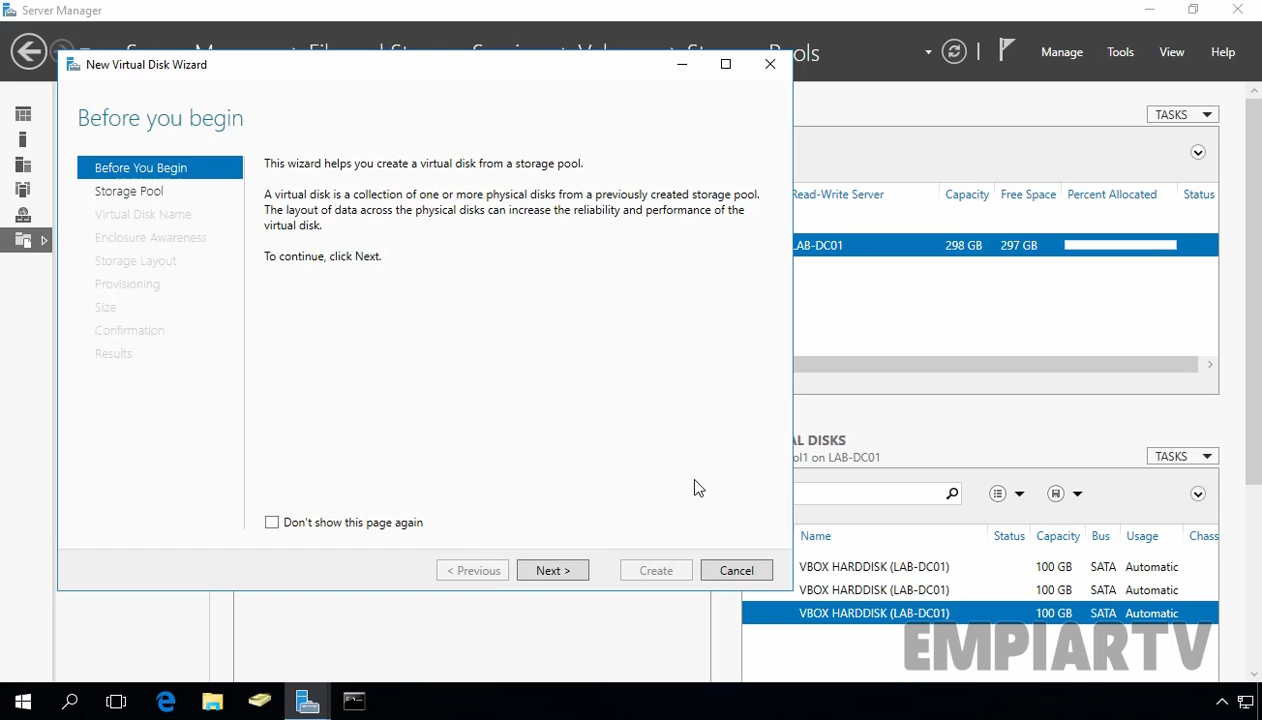 Server Manager
Pools
Manage
Tools
View
Help
New Virtual Disk Wizard
Before you begin
Before You Begin
Storage Pool
Virtual Disk Name
Enclosure Awareness
Storage Layout
Provisioning
Size
Confirmation
Results
This wizard helps you create a virtual disk from a storage pool.
A virtual disk is a collection of one or more physical disks from a previously created storage pool.
The layout of data across the physical disks can increase the reliability and performance of the
virtual disk.
To continue, click Next.
Don't show this page again
< Previous
Next >
Create
Cancel
TASKS
Read-Write Server Capacity Free Space Percent Allocated Status
LAB-DC01 298 GB 297 GB
AL DISKS
ol1 on LAB-DC01
TASKS
Name Status Capacity Bus Usage Chass
VBOX HARDDISK (LAB-DC01) 100 GB SATA Automatic
VBOX HARDDISK (LAB-DC01) 100 GB SATA Automatic
VBOX HARDDISK (LAB-DC01) 100 GB SATA Automatic
EMPIARTV